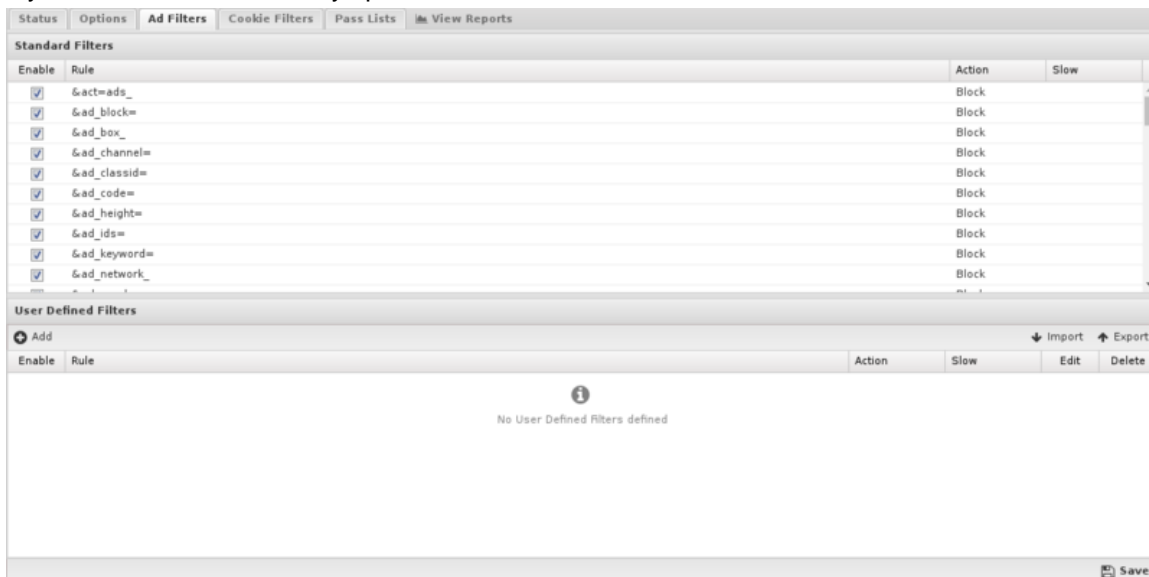 Status Options Ad Filters Cookie Filters Pass Lists View Reports
Standard Filters
Enable Rule Action Slow
&act=ads_ Block
&ad_block= Block
&ad_box_ Block
&ad_channel= Block
&ad_classid= Block
&ad_code= Block
&ad_height= Block
&ad_ids= Block
&ad_keyword= Block
&ad_network_ Block
User Defined Filters
Add Import Export
Enable Rule Action Slow Edit Delete
No User Defined Filters defined
Save